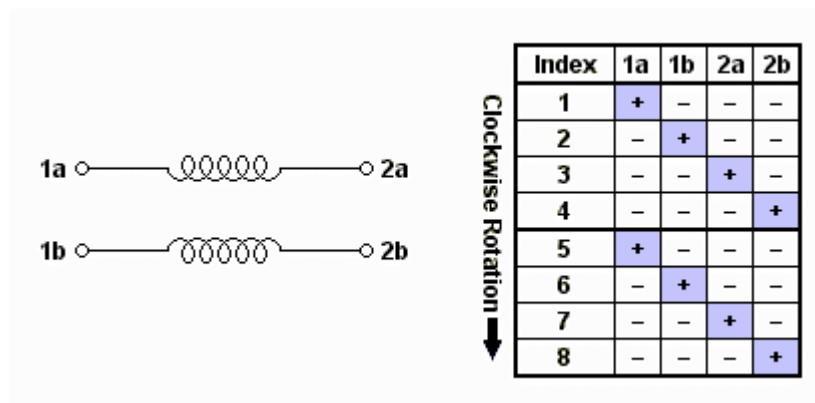 1a 2a
1b 2b
Clockwise Rotation
Index 1a 1b 2a 2b
1 + – – –
2 – + – –
3 – – + –
4 – – – +
5 + – – –
6 – + – –
7 – – + –
8 – – – +